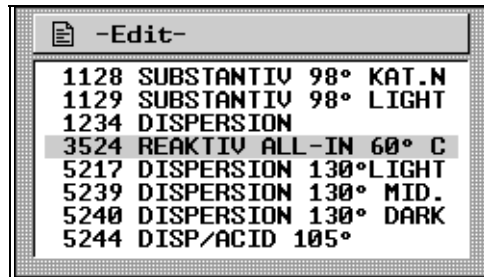 -Edit-
1128 SUBSTANTIV 98° KAT.N
1129 SUBSTANTIV 98° LIGHT
1234 DISPERSION
3524 REAKTIV ALL-IN 60° C
5217 DISPERSION 130°LIGHT
5239 DISPERSION 130° MID.
5240 DISPERSION 130° DARK
5244 DISP/ACID 105°